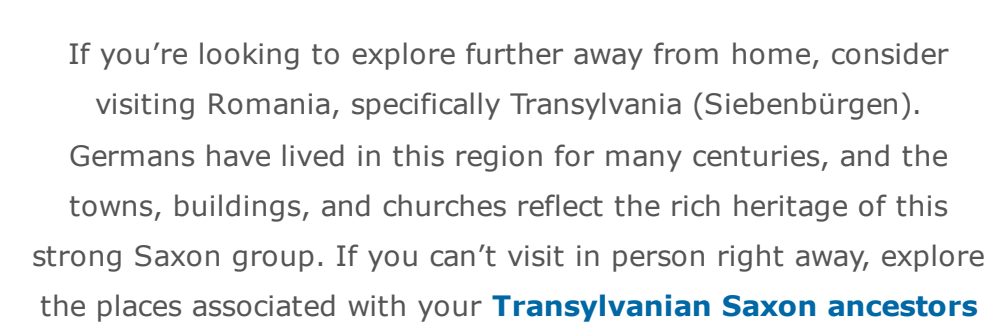 If you’re looking to explore further away from home, consider
visiting Romania, specifically Transylvania (Siebenbürgen).
Germans have lived in this region for many centuries, and the
towns, buildings, and churches reflect the rich heritage of this
strong Saxon group. If you can’t visit in person right away, explore
the places associated with your Transylvanian Saxon ancestors